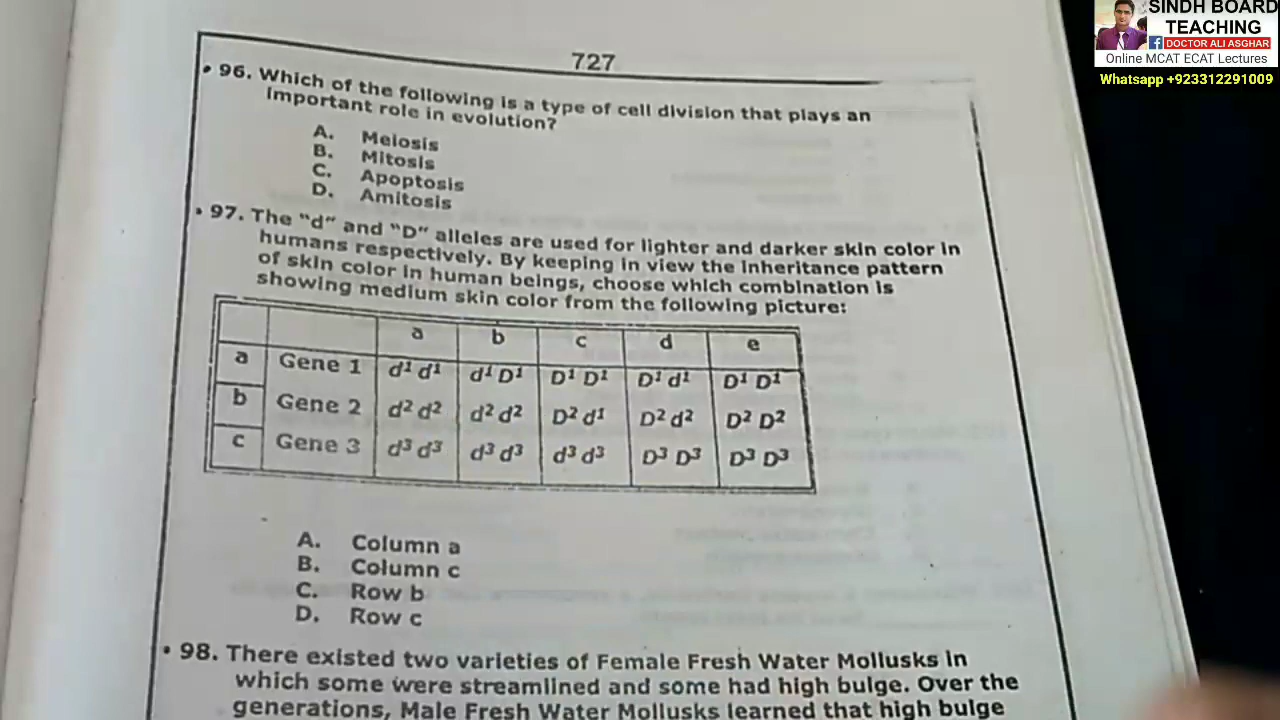 SINDH BOARD
TEACHING
DOCTOR ALI ASGHAR
Online MCAT ECAT Lectures
Whatsapp +923312291009
727
• 96. Which of the following is a type of cell division that plays an
important role in evolution?
A. Meiosis
B. Mitosis
C. Apoptosis
D. Amitosis
• 97. The "d" and "D" alleles are used for lighter and darker skin color in
humans respectively. By keeping in view the inheritance pattern
of skin color in human beings, choose which combination is
showing medium skin color from the following picture:
a b c d e
a Gene 1 d¹ d¹ d¹ D¹ D¹ D¹ D¹ d¹ D¹ D¹
b Gene 2 d² d² d² d² D² d¹ D² d² D² D²
c Gene 3 d³ d³ d³ d³ d³ d³ D³ D³ D³ D³
A. Column a
B. Column c
C. Row b
D. Row c
• 98. There existed two varieties of Female Fresh Water Mollusks in
which some were streamlined and some had high bulge. Over the
generations, Male Fresh Water Mollusks learned that high bulge